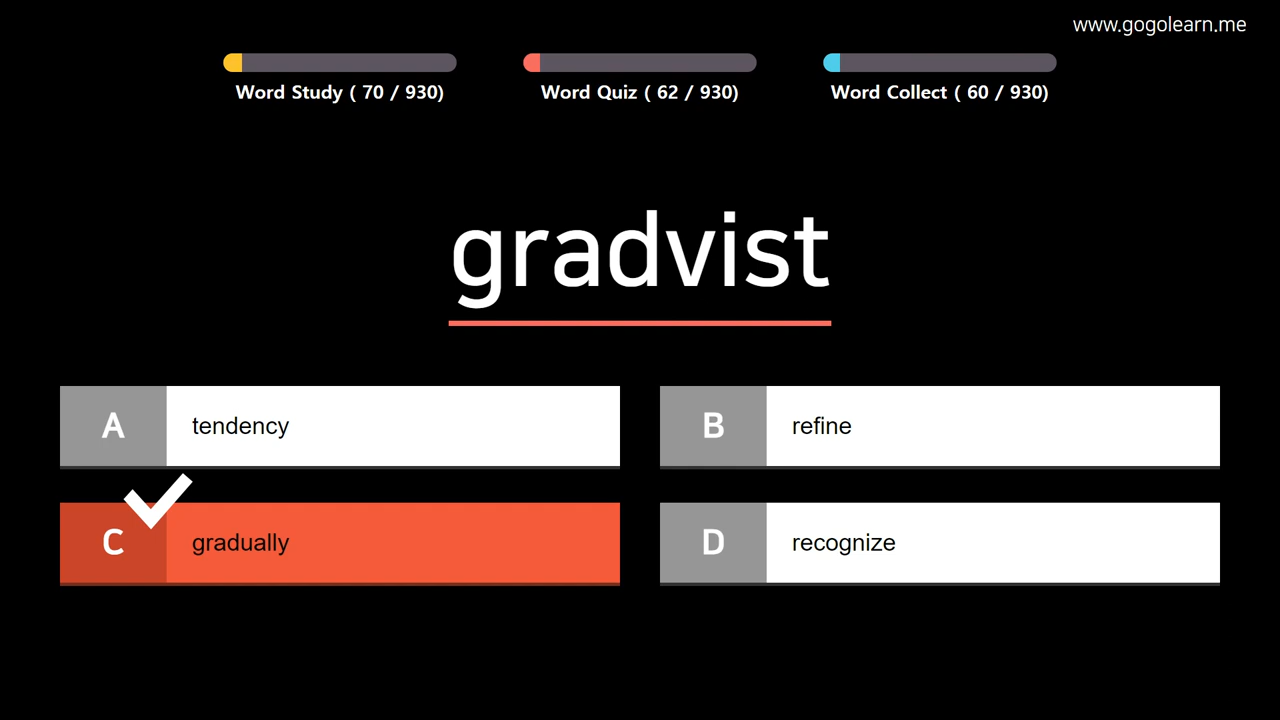 www.gogolearn.me
Word Study ( 70 / 930)
Word Quiz ( 62 / 930)
Word Collect ( 60 / 930)
gradvist
A tendency
B refine
C gradually
D recognize